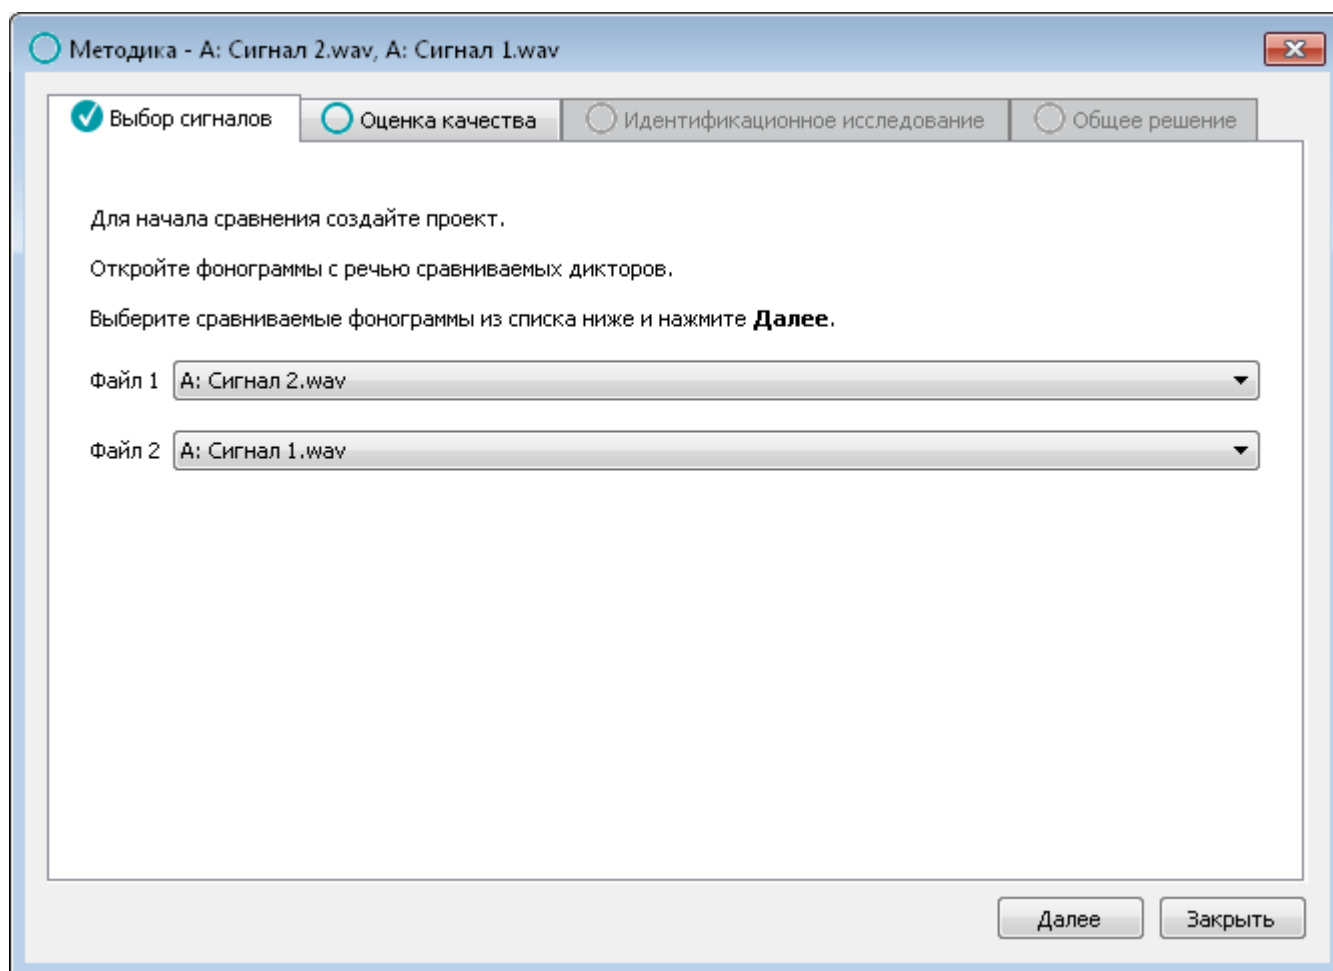 Методика - А: Сигнал 2.wav, А: Сигнал 1.wav
Выбор сигналов
Оценка качества
Идентификационное исследование
Общее решение
Для начала сравнения создайте проект.
Откройте фонограммы с речью сравниваемых дикторов.
Выберите сравниваемые фонограммы из списка ниже и нажмите Далее.
Файл 1 А: Сигнал 2.wav
Файл 2 А: Сигнал 1.wav
Далее
Закрыть